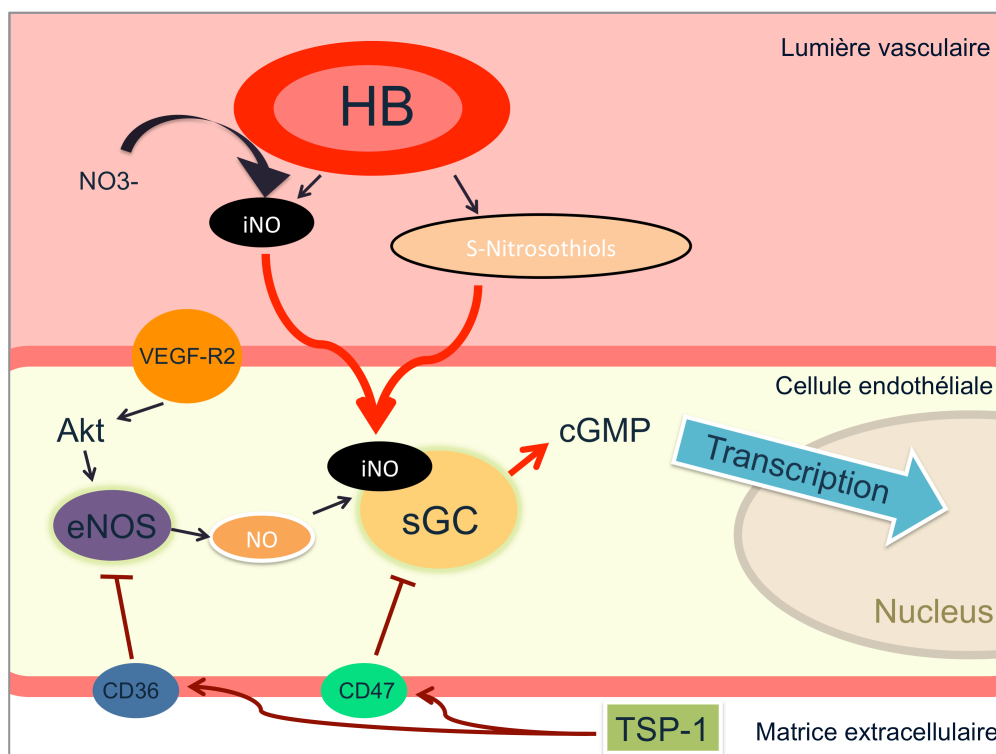 Lumière vasculaire
HB
NO3-
iNO
S-Nitrosothiols
VEGF-R2
Cellule endothéliale
Akt
cGMP
Transcription
iNO
sGC
eNOS
NO
Nucleus
CD36
CD47
TSP-1
Matrice extracellulaire